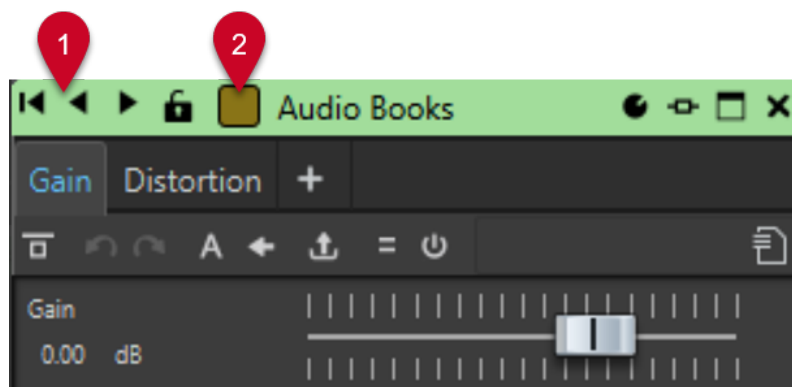 1 2
Audio Books
Gain Distortion +
A =
Gain
0.00 dB